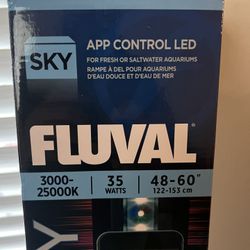 SKY
APP CONTROL LED
FOR FRESH OR SALTWATER AQUARIUMS
RAMPE À DEL POUR AQUARIUMS
D'EAU DOUCE ET D'EAU DE MER
FLUVAL
3000-
25000K
35
WATTS
48-60"
122-153 cm
Y